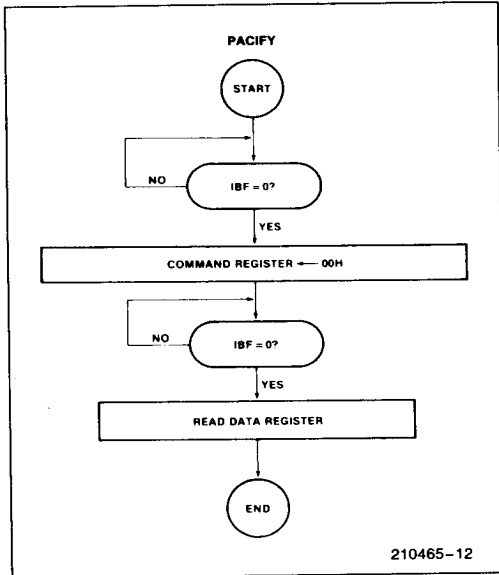 PACIFY
START
NO
IBF = 0?
YES
COMMAND REGISTER ← 00H
NO
IBF = 0?
YES
READ DATA REGISTER
END
210465-12